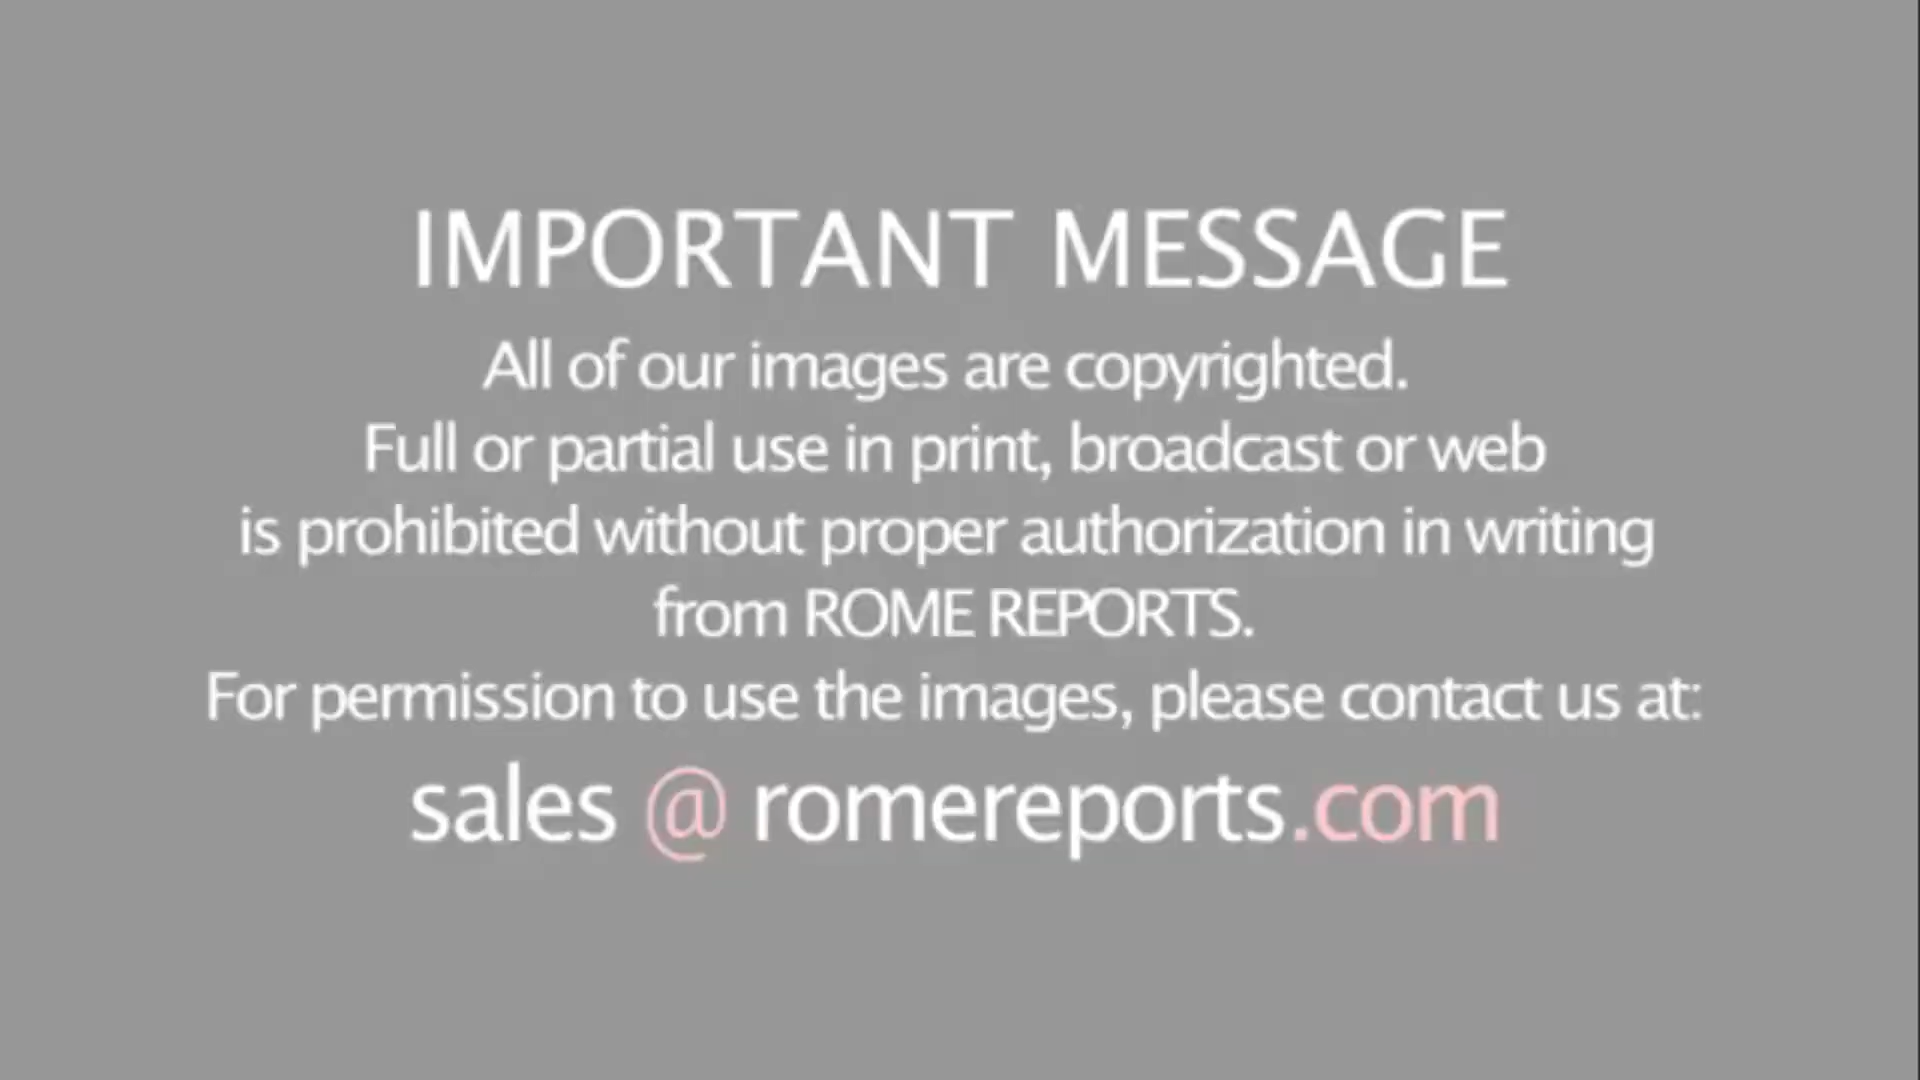 IMPORTANT MESSAGE
All of our images are copyrighted.
Full or partial use in print, broadcast or web
is prohibited without proper authorization in writing
from ROME REPORTS.
For permission to use the images, please contact us at:
sales @ romereports.com